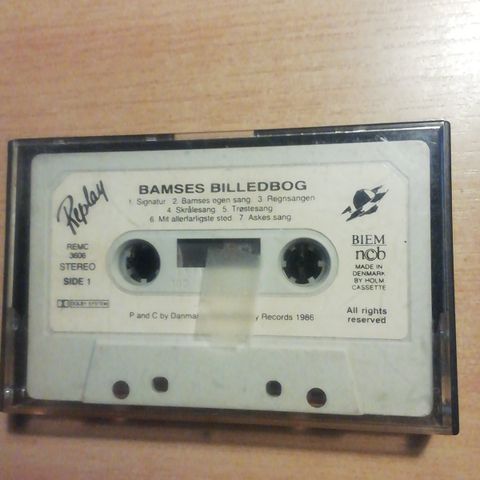 Replay
BAMSES BILLEDBOG
1. Signatur 2. Bamses egen sang 3. Regnsangen
4. Skrålesang 5. Trøstesang
6. Mit allerfarligste sted 7. Askes sang
REMC
3606
STEREO
SIDE 1
DOLBY SYSTEM
BIEM
ncb
MADE IN
DENMARK
BY HOLM
CASSETTE
P and C by Danmar y Records 1986
All rights
reserved